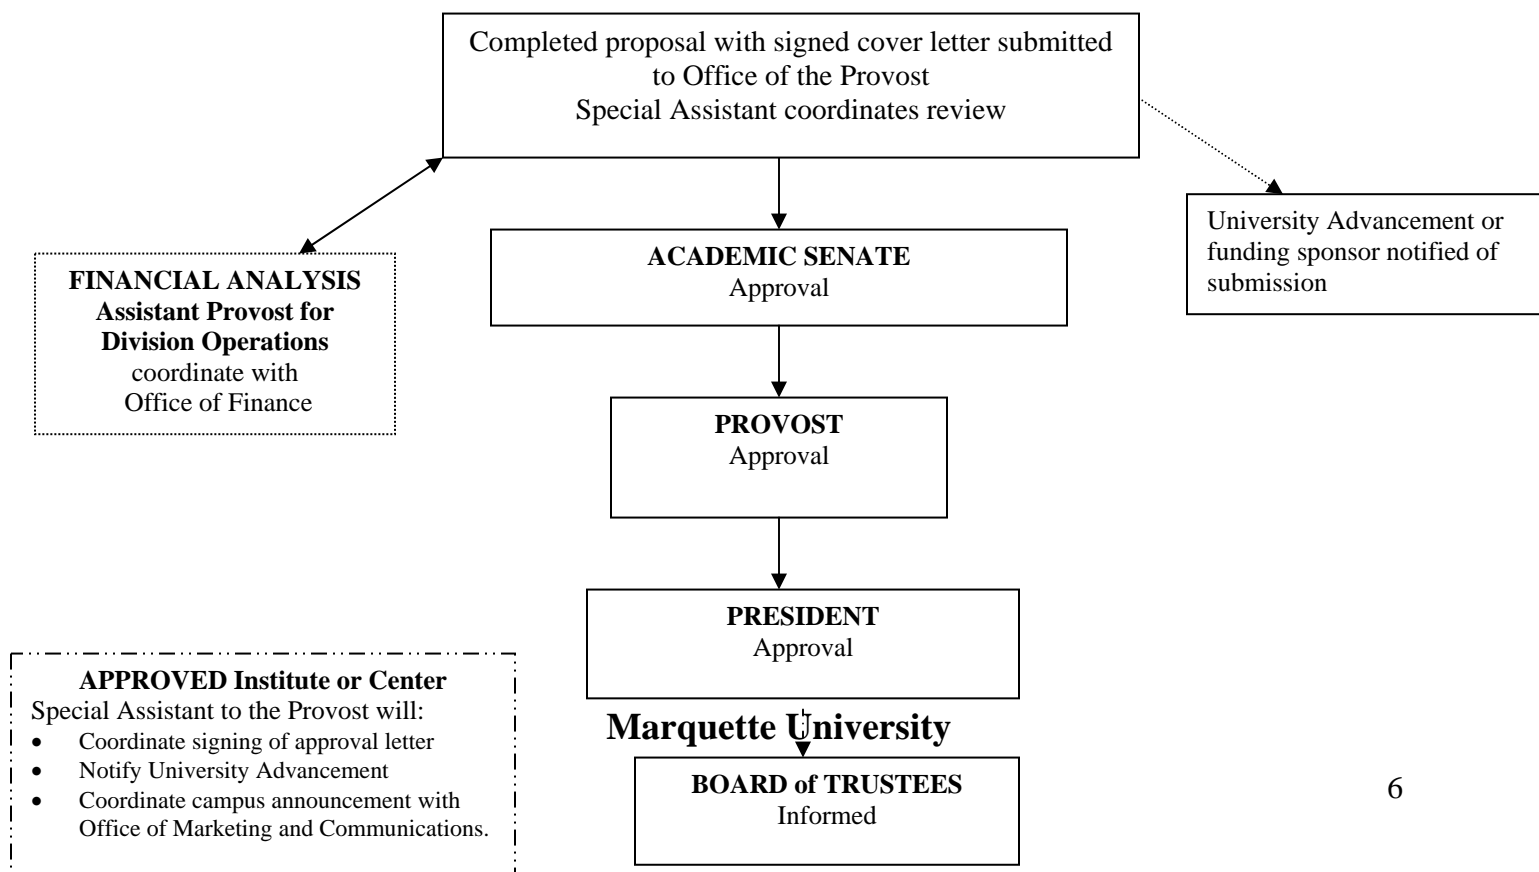 Completed proposal with signed cover letter submitted
to Office of the Provost
Special Assistant coordinates review
University Advancement or
funding sponsor notified of
submission
ACADEMIC SENATE
Approval
FINANCIAL ANALYSIS
Assistant Provost for
Division Operations
coordinate with
Office of Finance
PROVOST
Approval
PRESIDENT
Approval
APPROVED Institute or Center
Special Assistant to the Provost will:
• Coordinate signing of approval letter
• Notify University Advancement
• Coordinate campus announcement with
Office of Marketing and Communications.
Marquette University
BOARD of TRUSTEES
Informed
6